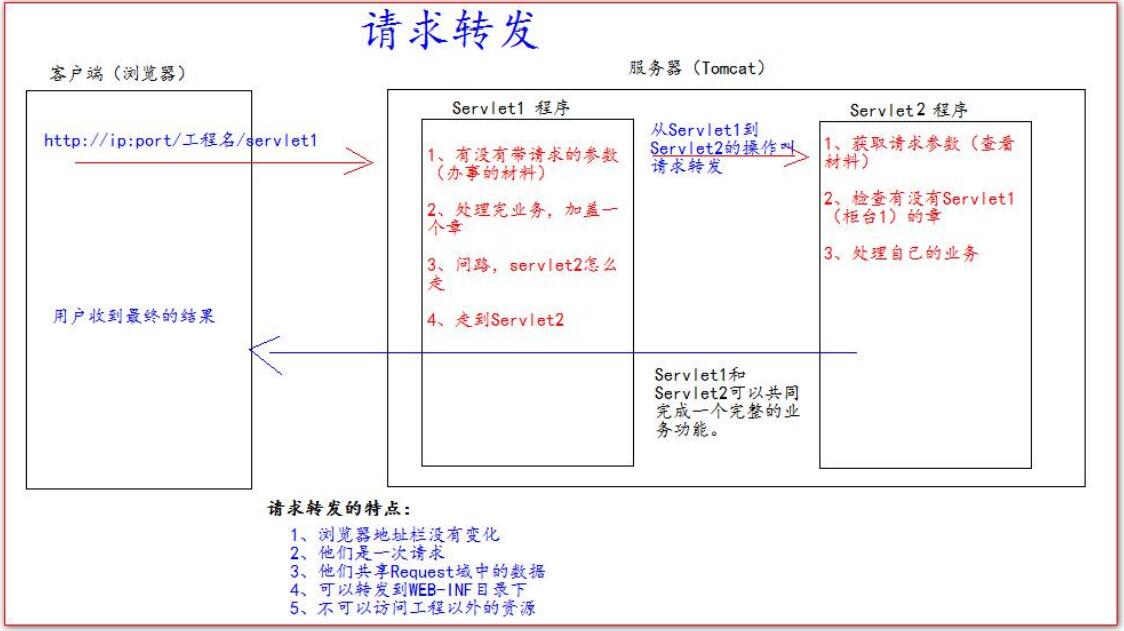 请求转发
客户端（浏览器）
服务器（Tomcat）
http://ip:port/工程名/servlet1
用户收到最终的结果
Servlet1 程序
1、有没有带请求的参数
（办事的材料）
2、处理完业务，加盖一
个章
3、问路，servlet2怎么
走
4、走到Servlet2
从Servlet1到
Servlet2的操作叫
请求转发
Servlet2 程序
1、获取请求参数（查看
材料）
2、检查有没有Servlet1
（柜台1）的章
3、处理自己的业务
Servlet1和
Servlet2可以共同
完成一个完整的业
务功能。
请求转发的特点：
1、浏览器地址栏没有变化
2、他们是一次请求
3、他们共享Request域中的数据
4、可以转发到WEB-INF目录下
5、不可以访问工程以外的资源